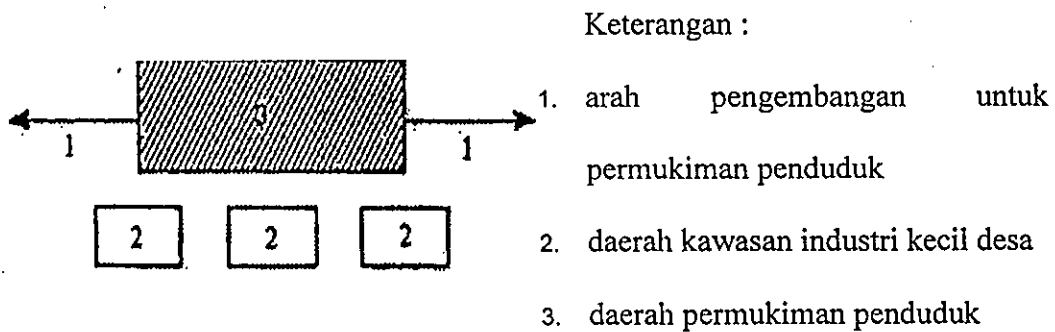 Keterangan :
1. arah pengembangan untuk
permukiman penduduk
2. daerah kawasan industri kecil desa
3. daerah permukiman penduduk
3
1
1
2 2 2